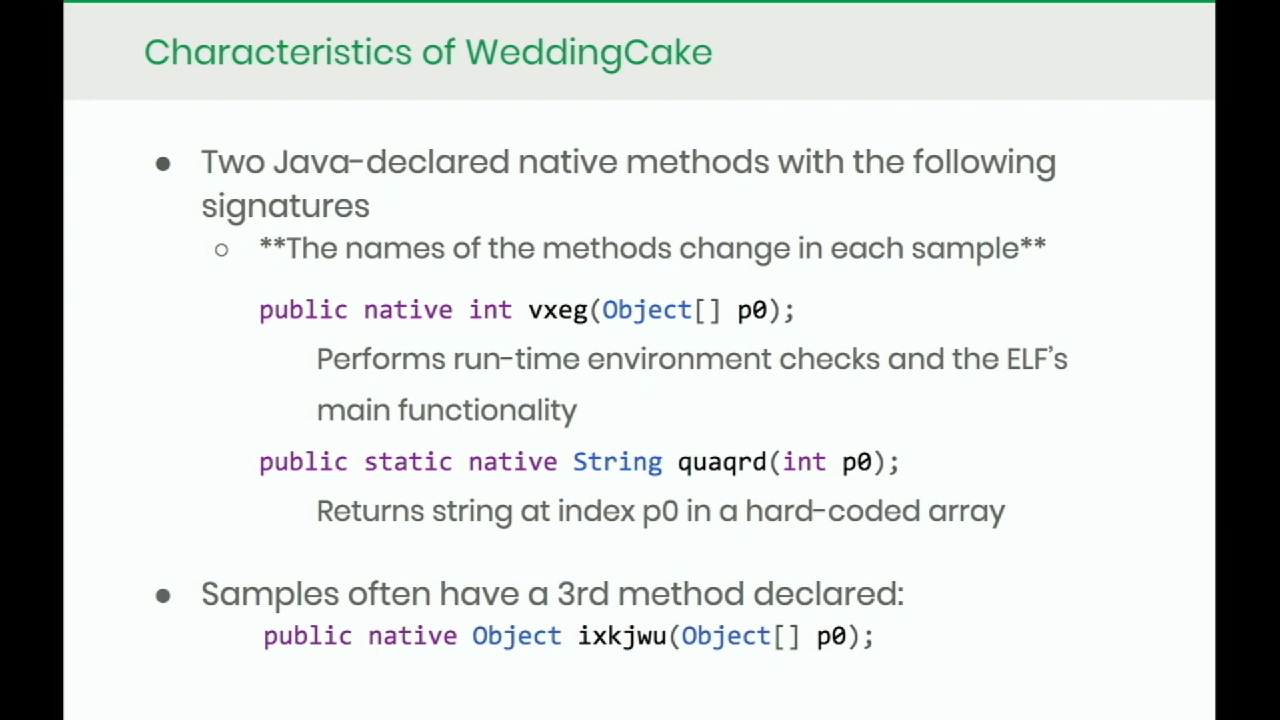 Characteristics of WeddingCake
● Two Java-declared native methods with the following
signatures
○ **The names of the methods change in each sample**
public native int vxeg(Object[] p0);
Performs run-time environment checks and the ELF's
main functionality
public static native String quaqrd(int p0);
Returns string at index p0 in a hard-coded array
● Samples often have a 3rd method declared:
public native Object ixkjwu(Object[] p0);